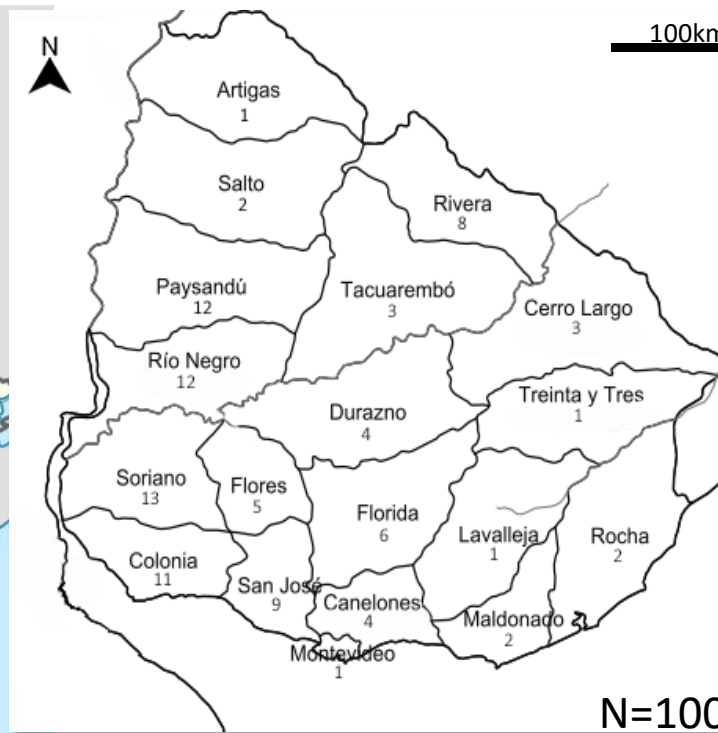 N
100km
Artigas
1
Salto
2
Rivera
8
Paysandú
12
Tacuarembó
3
Cerro Largo
3
Río Negro
12
Durazno
4
Treinta y Tres
1
Soriano
13
Flores
5
Florida
6
Lavalleja
1
Rocha
2
Colonia
11
San José
9
Canelones
4
Maldonado
2
Montevideo
1
N=100